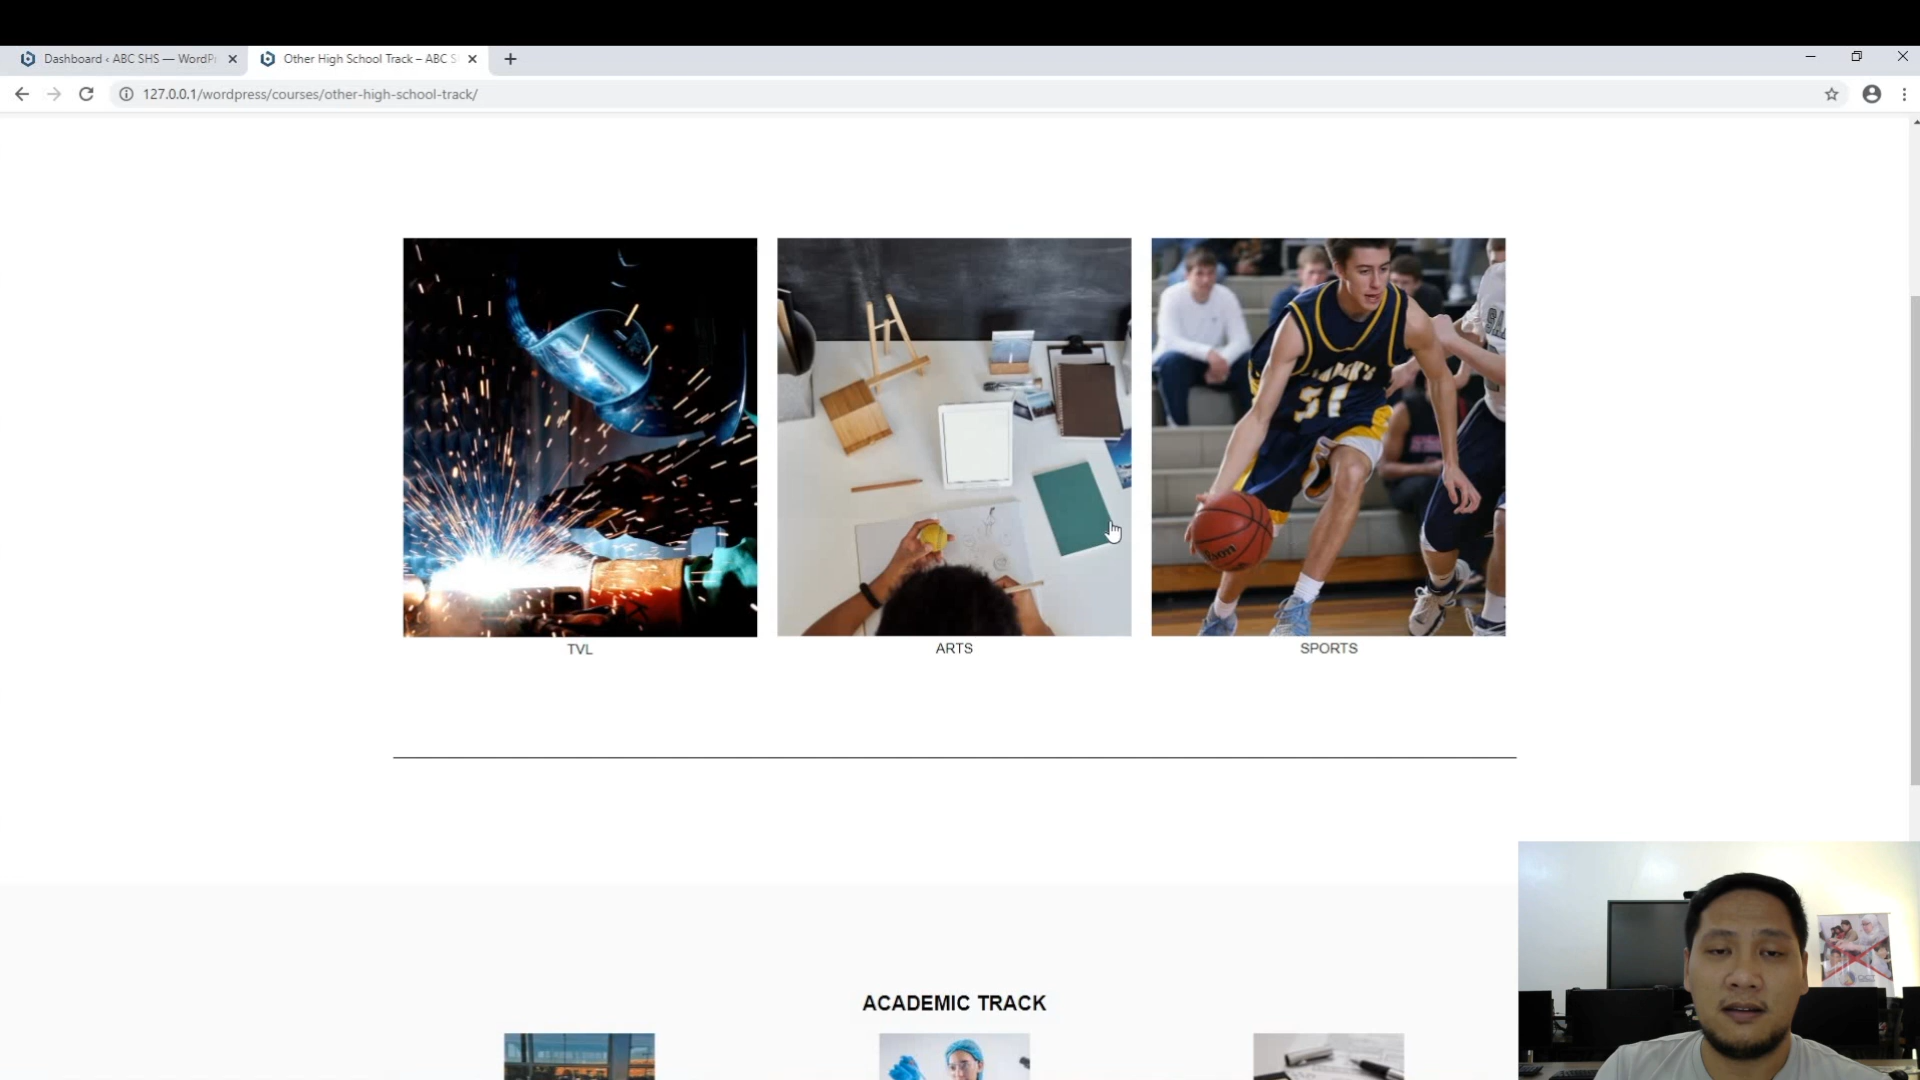 Dashboard ‹ ABC SHS — WordP
Other High School Track – ABC S
127.0.0.1/wordpress/courses/other-high-school-track/
51
TVL
ARTS
SPORTS
ACADEMIC TRACK